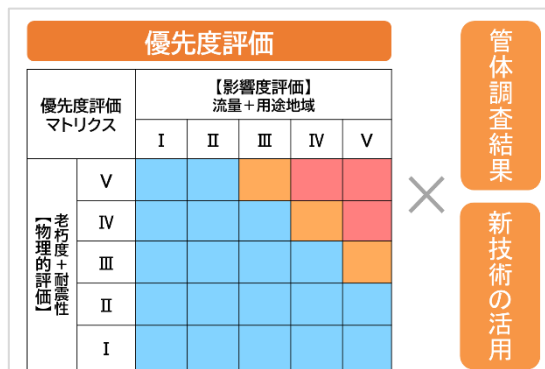 優先度評価
優先度評価
マトリクス
【影響度評価】
流量＋用途地域
Ⅰ Ⅱ Ⅲ Ⅳ Ⅴ
老朽度＋耐震性
【物理的評価】
Ⅴ
Ⅳ
Ⅲ
Ⅱ
Ⅰ
×
管体調査結果
新技術の活用